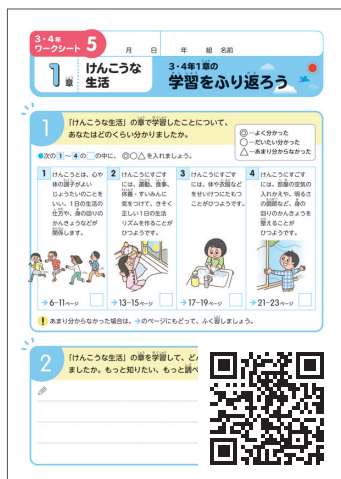 3・4年
ワークシート 5
月 日 年 組 名前
1章 けんこうな生活
3・4年1章の
学習をふり返ろう
1
「けんこうな生活」の章で学習したことについて、
あなたはどのくらい分かりましたか。
◎…よく分かった
○…だいたい分かった
△…あまり分からなかった
●次の1～4の□の中に、◎○△を入れましょう。
1 けんこうとは、心や
体の調子がよい
じょうたいのことを
いい、1日の生活の
仕方や、身の回りの
かんきょうなどが
関係します。
→6-11ページ
2 けんこうにすごす
には、運動、食事、
休養・すいみんに
気をつけて、きそく
正しい1日の生活
リズムを作ることが
ひつようです。
→13-15ページ
3 けんこうにすごす
には、体や衣服など
をせいけつにたもつ
ことがひつようです。
→17-19ページ
4 けんこうにすごす
には、部屋の空気の
入れかえや、明るさ
の調節など、身の
回りのかんきょうを
整えることが
ひつようです。
→21-23ページ
! あまり分からなかった場合は、→のページにもどって、ふく習しましょう。
2
「けんこうな生活」の章を学習して、どん
ましたか。もっと知りたい、もっと調べ